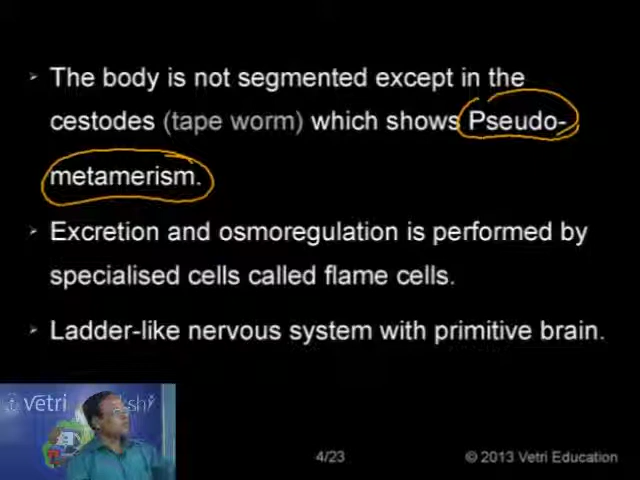 ➢ The body is not segmented except in the
cestodes (tape worm) which shows Pseudo-
metamerism.
➢ Excretion and osmoregulation is performed by
specialised cells called flame cells.
➢ Ladder-like nervous system with primitive brain.
vetri
4/23
© 2013 Vetri Education